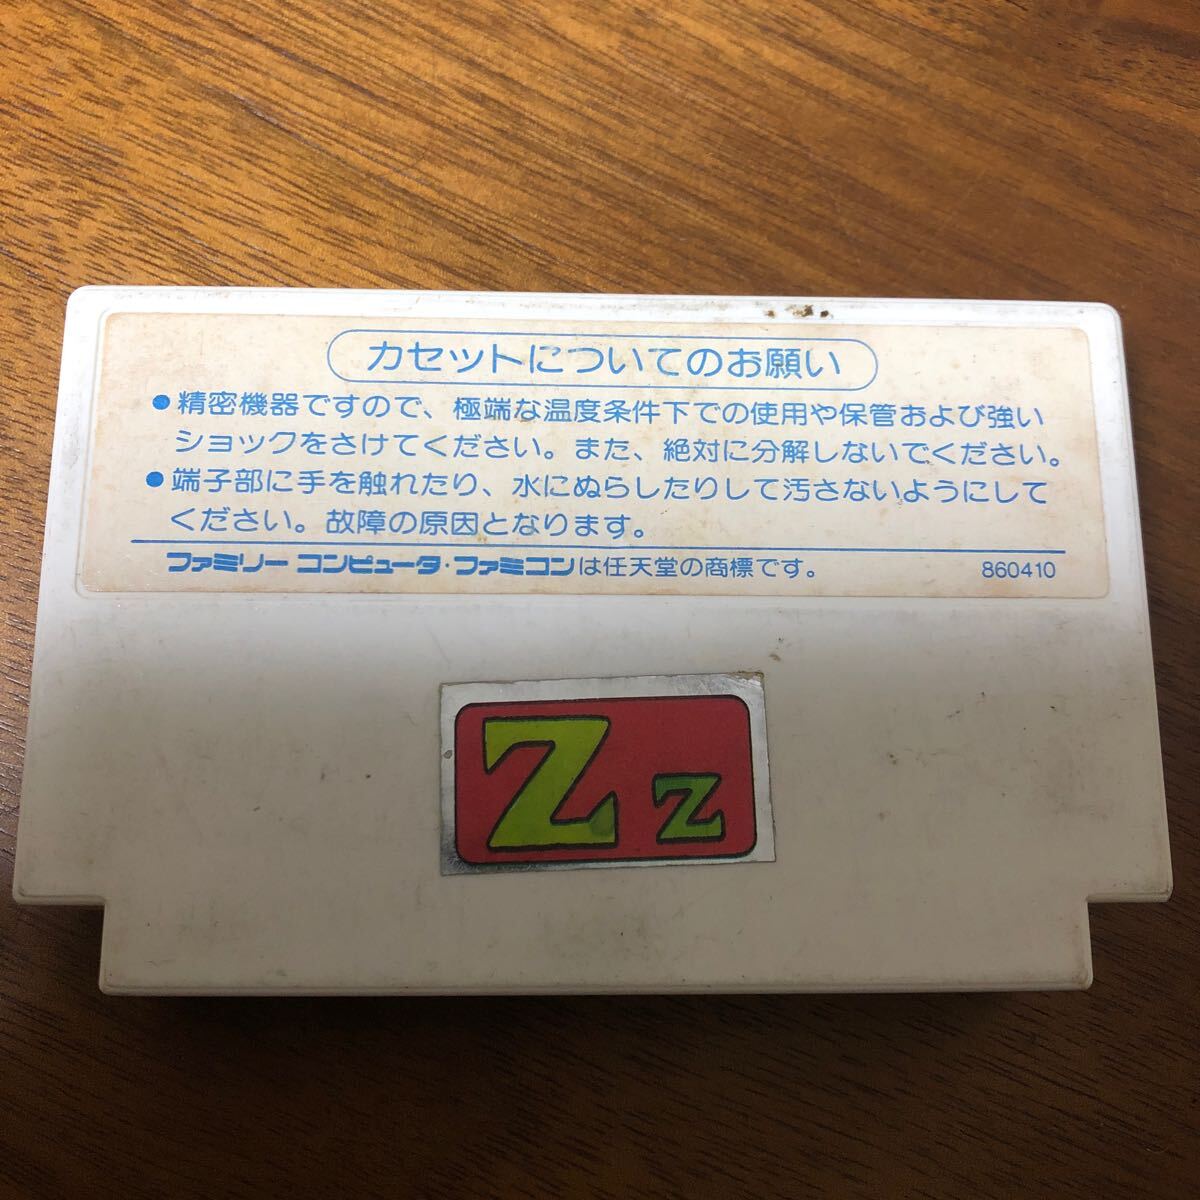 カセットについてのお願い
●精密機器ですので、極端な温度条件下での使用や保管および強い
ショックをさけてください。また、絶対に分解しないでください。
●端子部に手を触れたり、水にぬらしたりして汚さないようにして
ください。故障の原因となります。
ファミリーコンピュータ・ファミコンは任天堂の商標です。 860410
Z z